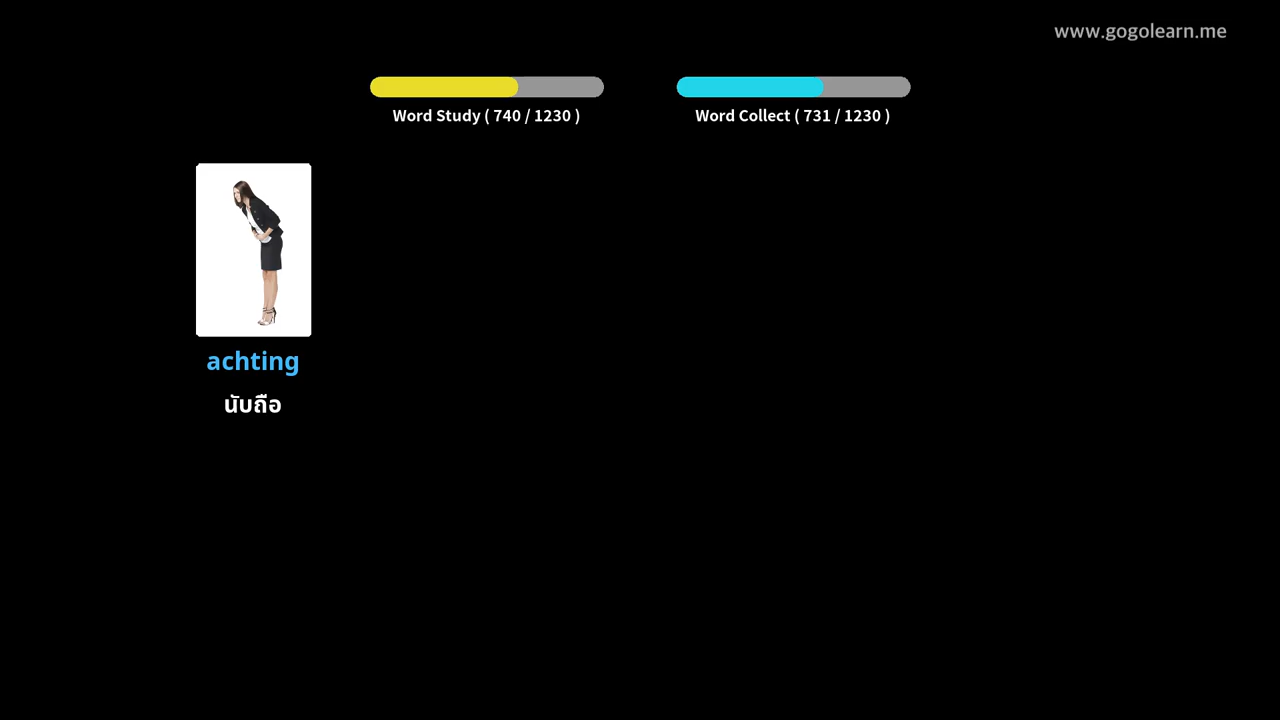 www.gogolearn.me
Word Study ( 740 / 1230 )
Word Collect ( 731 / 1230 )
achting
นับถือ